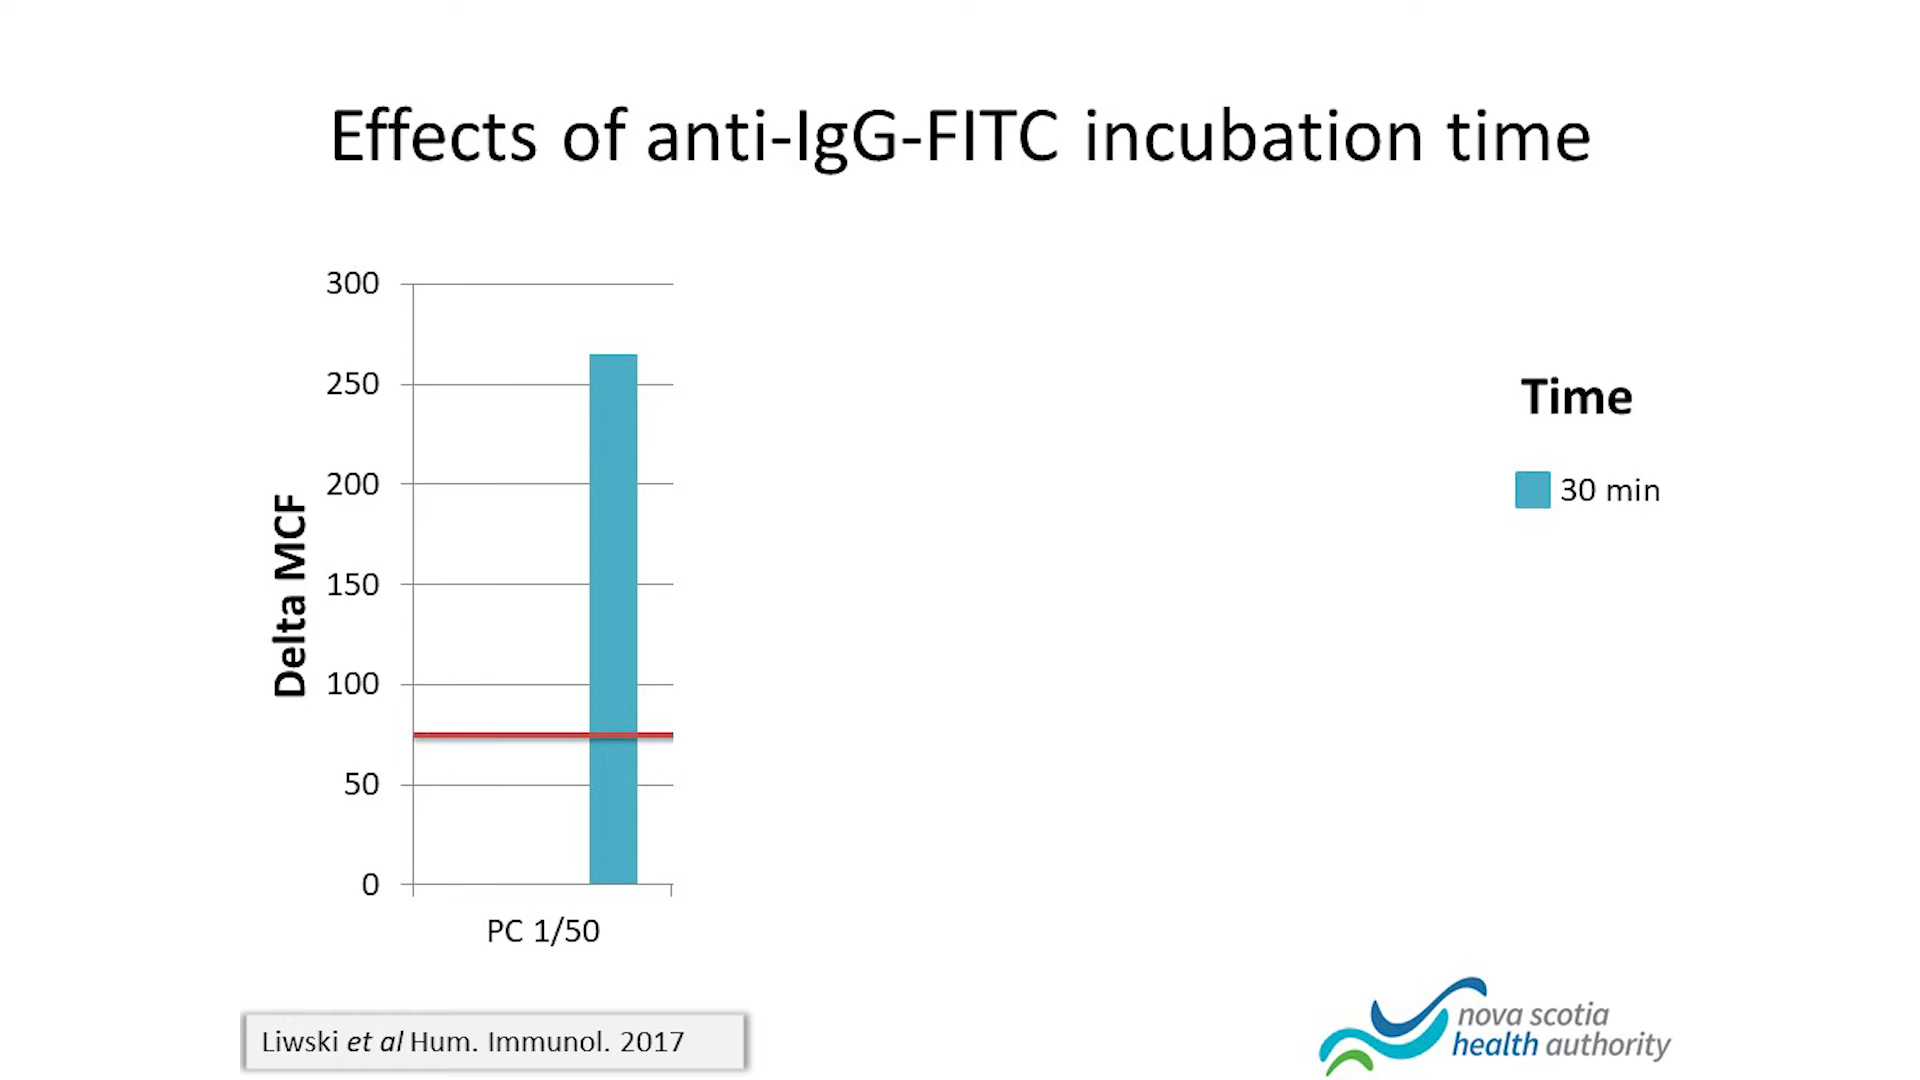 Effects of anti-IgG-FITC incubation time
300
250
200
150
100
50
0
Delta MCF
PC 1/50
Time
30 min
Liwski et al Hum. Immunol. 2017
nova scotia
health authority